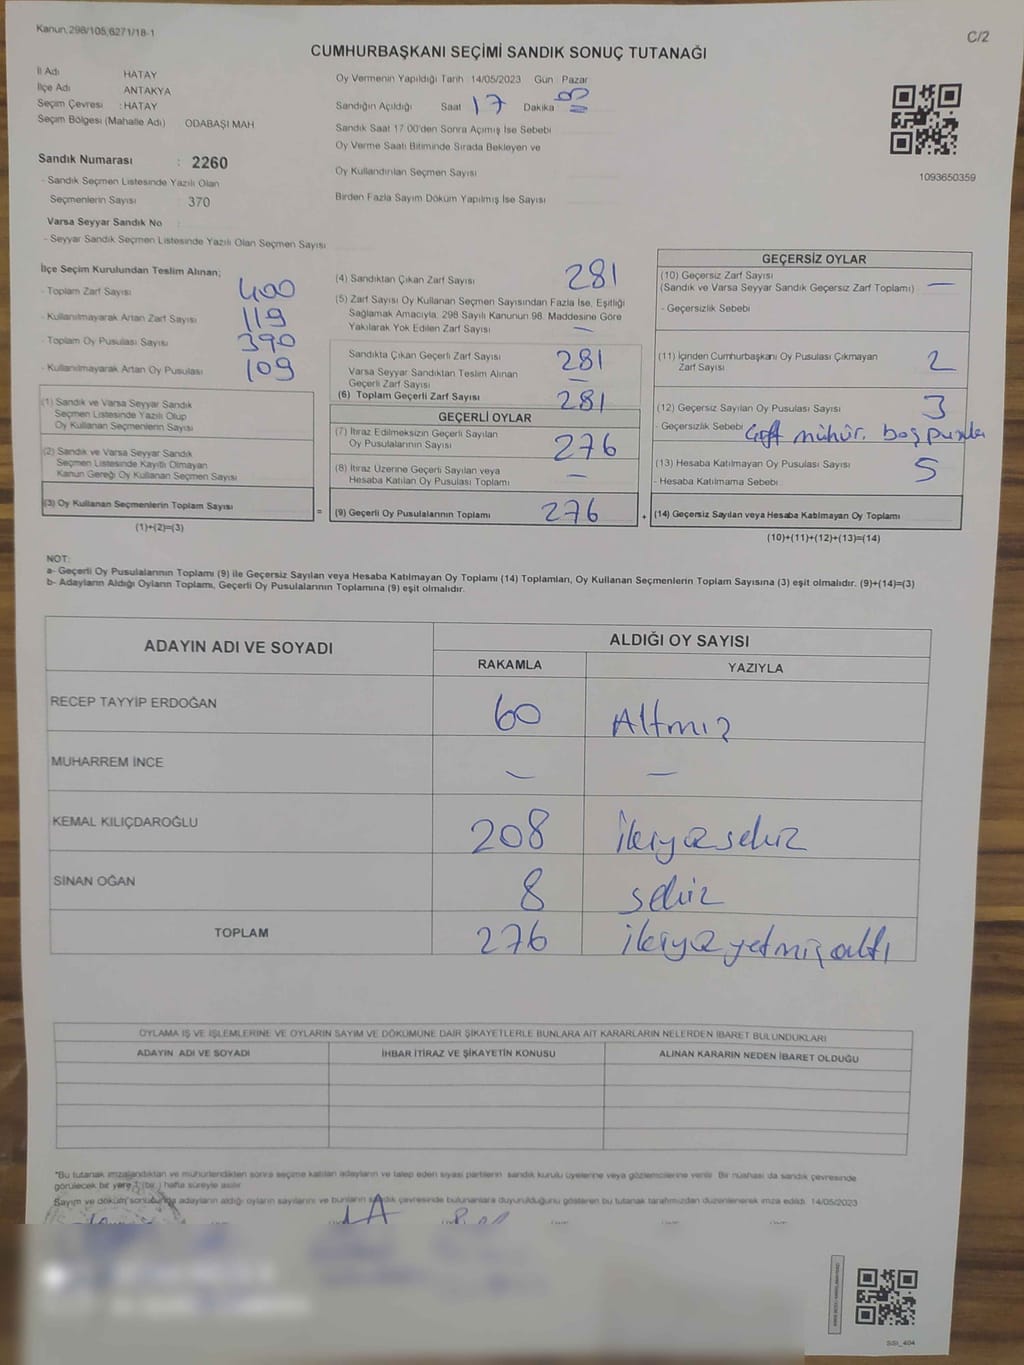 Kanun,298/105,6271/18-1
C/2
CUMHURBAŞKANI SEÇİMİ SANDIK SONUÇ TUTANAĞI
İl Adı HATAY
İlçe Adı ANTAKYA
Seçim Çevresi : HATAY
Seçim Bölgesi (Mahalle Adı) ODABAŞI MAH
Oy Vermenin Yapıldığı Tarih 14/05/2023 Gün Pazar
Sandığın Açıldığı Saat 17 Dakika
Sandık Saat 17 00'den Sonra Açımış İse Sebebi
Oy Verme Saati Bitiminde Sırada Bekleyen ve
Oy Kullandırılan Seçmen Sayısı
Birden Fazla Sayım Döküm Yapılmış İse Sayısı
1093650359
Sandık Numarası : 2260
- Sandık Seçmen Listesinde Yazılı Olan
Seçmenlerin Sayısı : 370
Varsa Seyyar Sandık No
- Seyyar Sandık Seçmen Listesinde Yazılı Olan Seçmen Sayısı
İlçe Seçim Kurulundan Teslim Alınan;
- Toplam Zarf Sayısı 400
- Kullanılmayarak Artan Zarf Sayısı 119
- Toplam Oy Pusulası Sayısı 390
- Kullanılmayarak Artan Oy Pusulası 109
(1) Sandık ve Varsa Seyyar Sandık
Seçmen Listesinde Yazılı Olup
Oy Kullanan Seçmenlerin Sayısı
(2) Sandık ve Varsa Seyyar Sandık
Seçmen Listesinde Kayıtlı Olmayan
Kanun Gereği Oy Kullanan Seçmen Sayısı
(3) Oy Kullanan Seçmenlerin Toplam Sayısı
(1)+(2)=(3)
=
(4) Sandıktan Çıkan Zarf Sayısı 281
(5) Zarf Sayısı Oy Kullanan Seçmen Sayısından Fazla İse, Eşitliği
Sağlamak Amacıyla, 298 Sayılı Kanunun 98. Maddesine Göre
Yakılarak Yok Edilen Zarf Sayısı —
Sandıkta Çıkan Geçerli Zarf Sayısı 281
Varsa Seyyar Sandıktan Teslim Alınan
Geçerli Zarf Sayısı —
(6) Toplam Geçerli Zarf Sayısı 281
GEÇERLİ OYLAR
(7) İtiraz Edilmeksizin Geçerli Sayılan
Oy Pusulalarının Sayısı 276
(8) İtiraz Üzerine Geçerli Sayılan veya
Hesaba Katılan Oy Pusulası Toplamı —
(9) Geçerli Oy Pusulalarının Toplamı 276
+
GEÇERSİZ OYLAR
(10) Geçersiz Zarf Sayısı
(Sandık ve Varsa Seyyar Sandık Geçersiz Zarf Toplamı) —
- Geçersizlik Sebebi
(11) İçinden Cumhurbaşkanı Oy Pusulası Çıkmayan
Zarf Sayısı 2
(12) Geçersiz Sayılan Oy Pusulası Sayısı 3
- Geçersizlik Sebebi Çift mühür. boş pusula
(13) Hesaba Katılmayan Oy Pusulası Sayısı 5
- Hesaba Katılmama Sebebi
(14) Geçersiz Sayılan veya Hesaba Katılmayan Oy Toplamı
(10)+(11)+(12)+(13)=(14)
NOT:
a- Geçerli Oy Pusulalarının Toplamı (9) ile Geçersiz Sayılan veya Hesaba Katılmayan Oy Toplamı (14) Toplamları, Oy Kullanan Seçmenlerin Toplam Sayısına (3) eşit olmalıdır. (9)+(14)=(3)
b- Adayların Aldığı Oyların Toplamı, Geçerli Oy Pusulalarının Toplamına (9) eşit olmalıdır.
ADAYIN ADI VE SOYADI ALDIĞI OY SAYISI
RAKAMLA YAZIYLA
RECEP TAYYİP ERDOĞAN 60 Altmış
MUHARREM İNCE — —
KEMAL KILIÇDAROĞLU 208 İkiyüzsekiz
SİNAN OĞAN 8 sekiz
TOPLAM 276 ikiyüzyetmişaltı
OYLAMA İŞ VE İŞLEMLERİNE VE OYLARIN SAYIM VE DÖKÜMÜNE DAİR ŞİKAYETLERLE BUNLARA AİT KARARLARIN NELERDEN İBARET BULUNDUKLARI
ADAYIN ADI VE SOYADI İHBAR İTİRAZ VE ŞİKAYETİN KONUSU ALINAN KARARIN NEDEN İBARET OLDUĞU
*Bu tutanak imzalandıktan ve mühürlendikten sonra seçime katılan adayların ve talep eden siyasi partilerin sandık kurulu üyelerine veya gözlemcilerine verilir. Bir nüshası da sandık çevresinde
görülecek bir yere 1 (bir) hafta süreyle asılır.
Sayım ve döküm sonucunda adayların aldığı oyların sayılarını ve bunların sandık çevresinde bulunanlara duyurulduğunu gösteren bu tutanak tarafımızdan düzenlenerek imza edildi. 14/05/2023
SSI_404